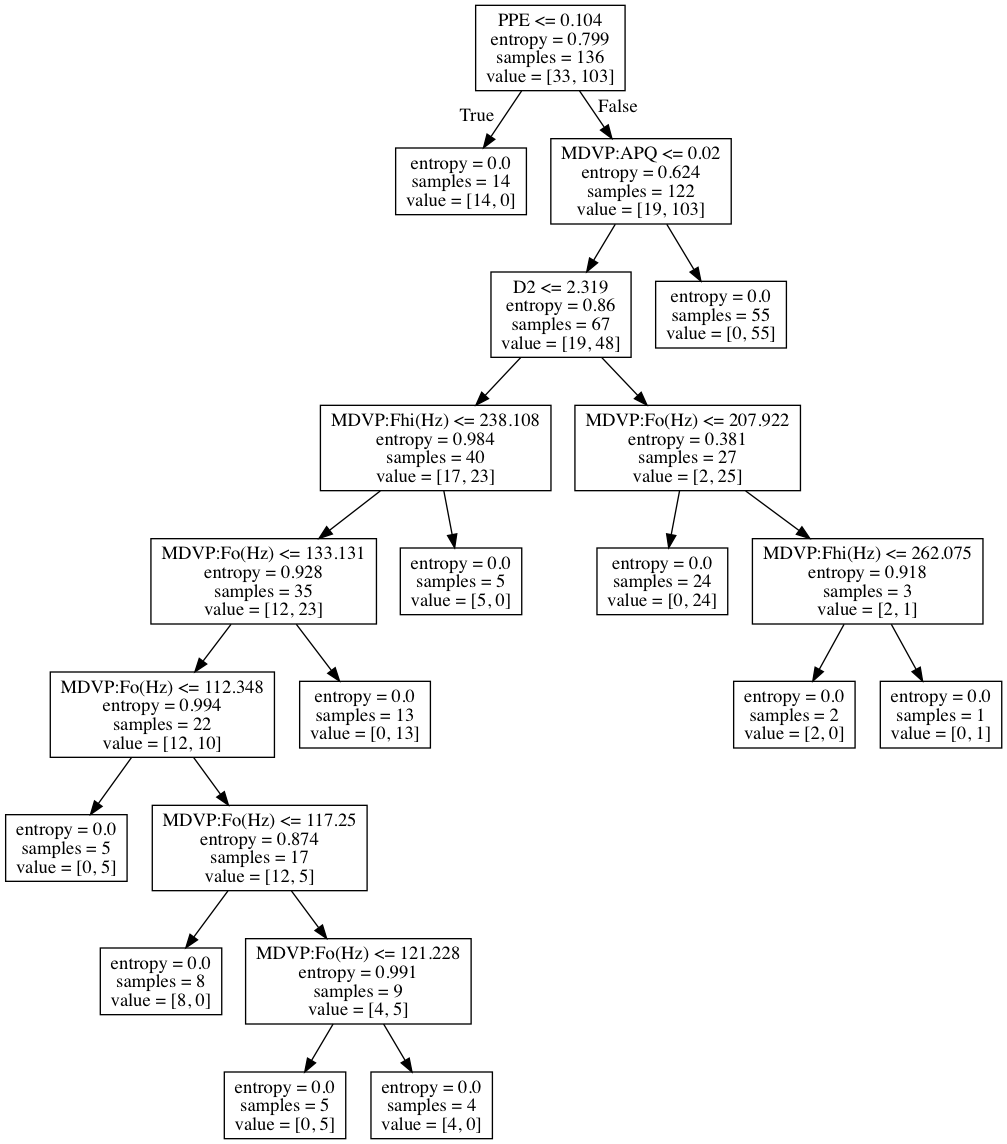 PPE <= 0.104
entropy = 0.799
samples = 136
value = [33, 103]
True
False
entropy = 0.0
samples = 14
value = [14, 0]
MDVP:APQ <= 0.02
entropy = 0.624
samples = 122
value = [19, 103]
D2 <= 2.319
entropy = 0.86
samples = 67
value = [19, 48]
entropy = 0.0
samples = 55
value = [0, 55]
MDVP:Fhi(Hz) <= 238.108
entropy = 0.984
samples = 40
value = [17, 23]
MDVP:Fo(Hz) <= 207.922
entropy = 0.381
samples = 27
value = [2, 25]
MDVP:Fo(Hz) <= 133.131
entropy = 0.928
samples = 35
value = [12, 23]
entropy = 0.0
samples = 5
value = [5, 0]
entropy = 0.0
samples = 24
value = [0, 24]
MDVP:Fhi(Hz) <= 262.075
entropy = 0.918
samples = 3
value = [2, 1]
MDVP:Fo(Hz) <= 112.348
entropy = 0.994
samples = 22
value = [12, 10]
entropy = 0.0
samples = 13
value = [0, 13]
entropy = 0.0
samples = 2
value = [2, 0]
entropy = 0.0
samples = 1
value = [0, 1]
entropy = 0.0
samples = 5
value = [0, 5]
MDVP:Fo(Hz) <= 117.25
entropy = 0.874
samples = 17
value = [12, 5]
entropy = 0.0
samples = 8
value = [8, 0]
MDVP:Fo(Hz) <= 121.228
entropy = 0.991
samples = 9
value = [4, 5]
entropy = 0.0
samples = 5
value = [0, 5]
entropy = 0.0
samples = 4
value = [4, 0]